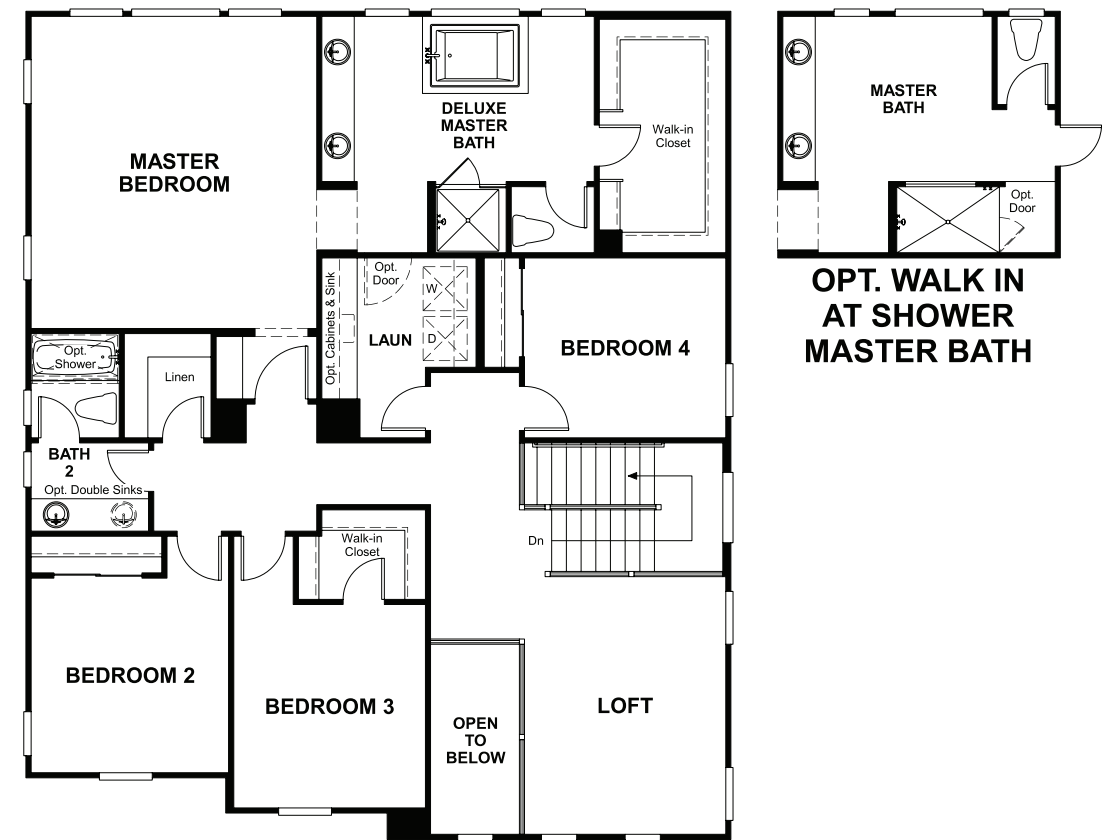 MASTER
BEDROOM
DELUXE
MASTER
BATH
Walk-in
Closet
MASTER
BATH
Opt.
Door
OPT. WALK IN
AT SHOWER
MASTER BATH
Opt. Cabinets & Sink
Opt.
Door
W
D
LAUN
BEDROOM 4
Opt.
Shower
Linen
BATH
2
Opt. Double Sinks
Dn
Walk-in
Closet
BEDROOM 2
BEDROOM 3
OPEN
TO
BELOW
LOFT